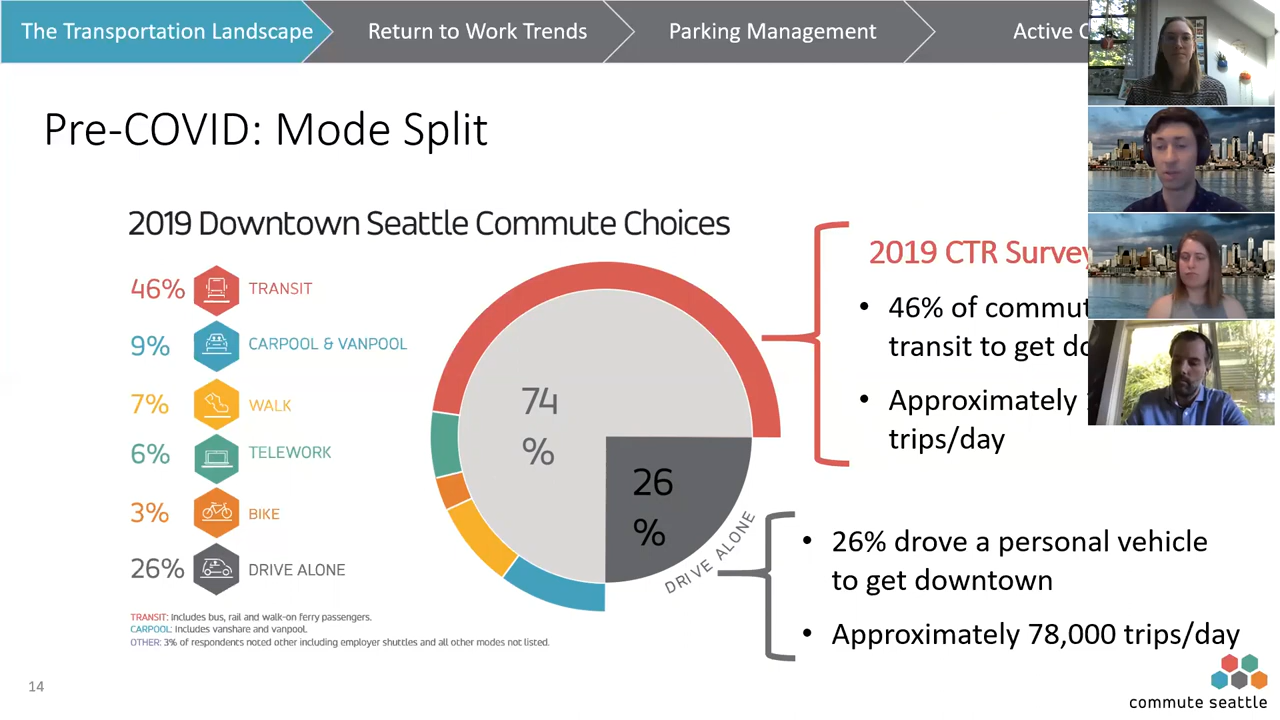 The Transportation Landscape
Return to Work Trends
Parking Management
Active
Pre-COVID: Mode Split
2019 Downtown Seattle Commute Choices
46% TRANSIT
9% CARPOOL & VANPOOL
7% WALK
6% TELEWORK
3% BIKE
26% DRIVE ALONE
TRANSIT: Includes bus, rail and walk-on ferry passengers.
CARPOOL: Includes vanshare and vanpool.
OTHER: 3% of respondents noted other including employer shuttles and all other modes not listed.
74
%
26
%
DRIVE ALONE
2019 CTR Survey
• 46% of commut
transit to get do
• Approximately
trips/day
• 26% drove a personal vehicle
to get downtown
• Approximately 78,000 trips/day
14
commute seattle